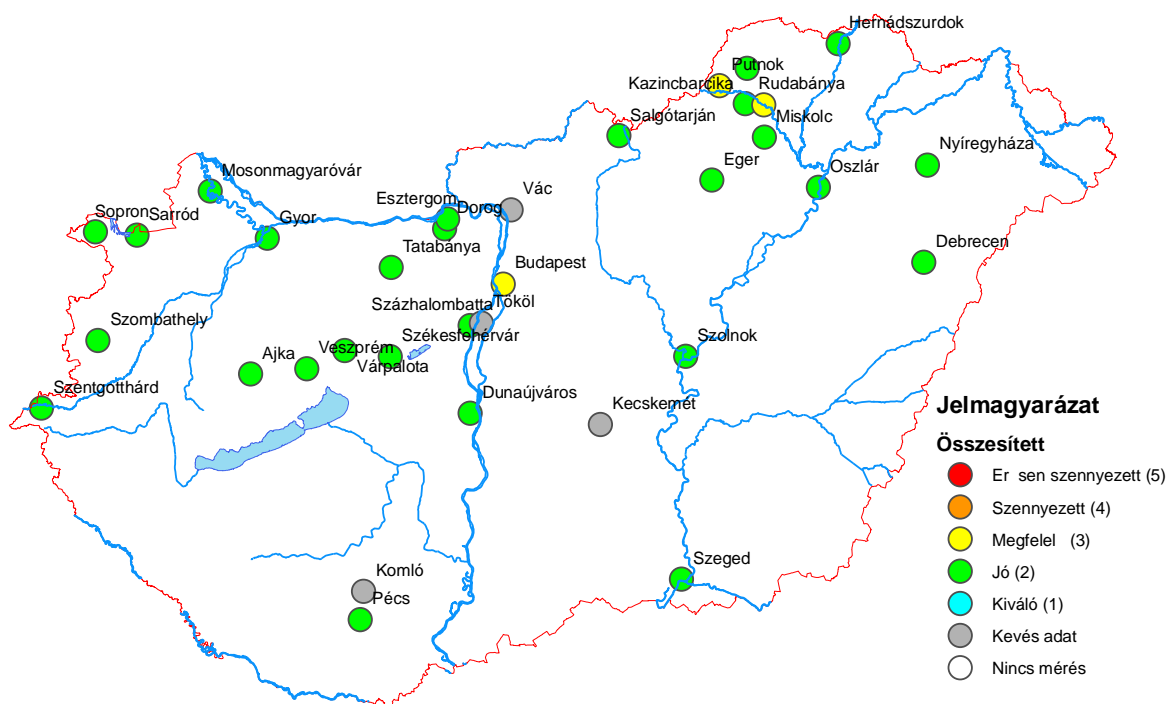 Hernádszurdok
Putnok
Kazincbarcika
Rudabánya
Salgótarján
Miskolc
Nyíregyháza
Eger
Oszlár
Mosonmagyaróvár
Vác
Esztergom
Dorog
Sopron
Sarród
Gyor
Tatabánya
Debrecen
Budapest
Százhalombatta
Tököl
Szombathely
Székesfehérvár
Szolnok
Ajka
Veszprém
Várpalota
Szentgotthárd
Dunaújváros
Kecskemét
Komló
Pécs
Szeged
Jelmagyarázat
Összesített
Er sen szennyezett (5)
Szennyezett (4)
Megfelel (3)
Jó (2)
Kiváló (1)
Kevés adat
Nincs mérés